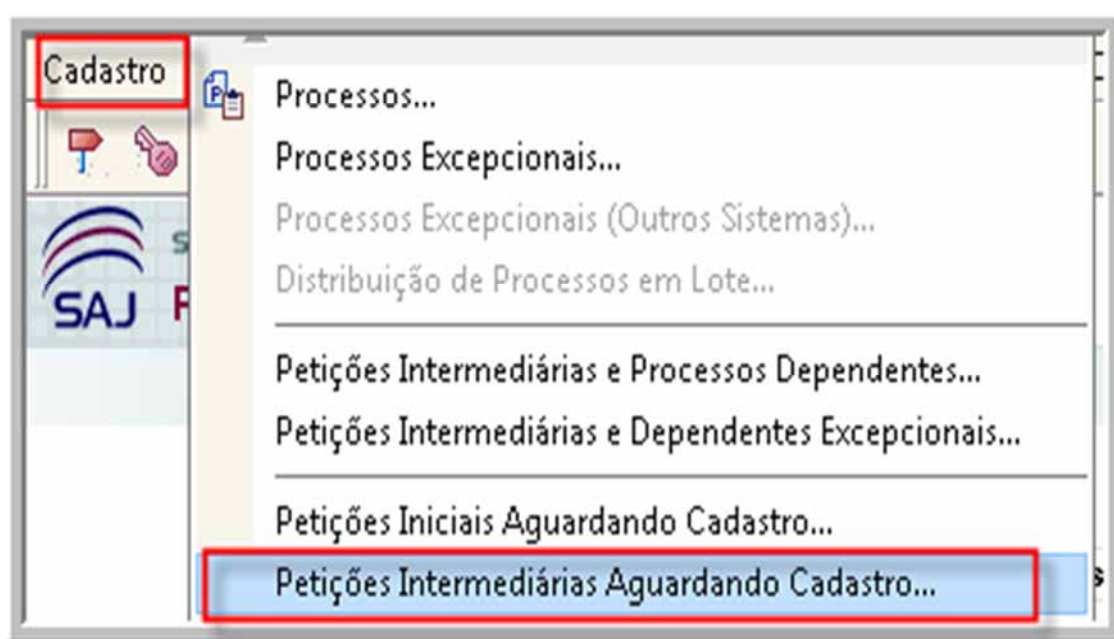 Cadastro
Processos...
Processos Excepcionais...
Processos Excepcionais (Outros Sistemas)...
Distribuição de Processos em Lote...
SAJ
Petições Intermediárias e Processos Dependentes...
Petições Intermediárias e Dependentes Excepcionais...
Petições Iniciais Aguardando Cadastro...
Petições Intermediárias Aguardando Cadastro...